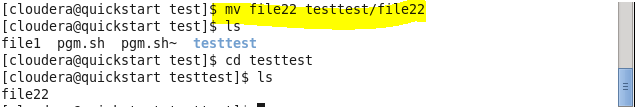 [cloudera@quickstart test]$ mv file22 testtest/file22
[cloudera@quickstart test]$ ls
file1  pgm.sh  pgm.sh~  testtest
[cloudera@quickstart test]$ cd testtest
[cloudera@quickstart testtest]$ ls
file22
[cloudera@quickstart testtest]$